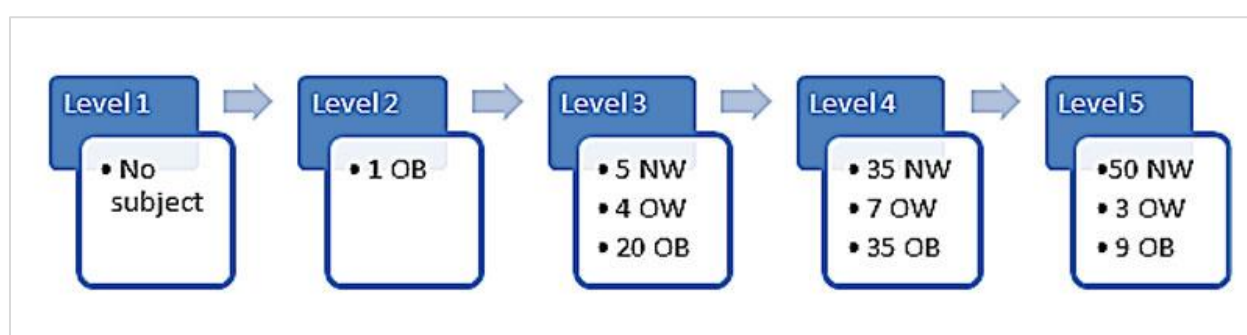 Level 1
• No
subject
Level 2
• 1 OB
Level 3
• 5 NW
• 4 OW
• 20 OB
Level 4
• 35 NW
• 7 OW
• 35 OB
Level 5
•50 NW
• 3 OW
• 9 OB